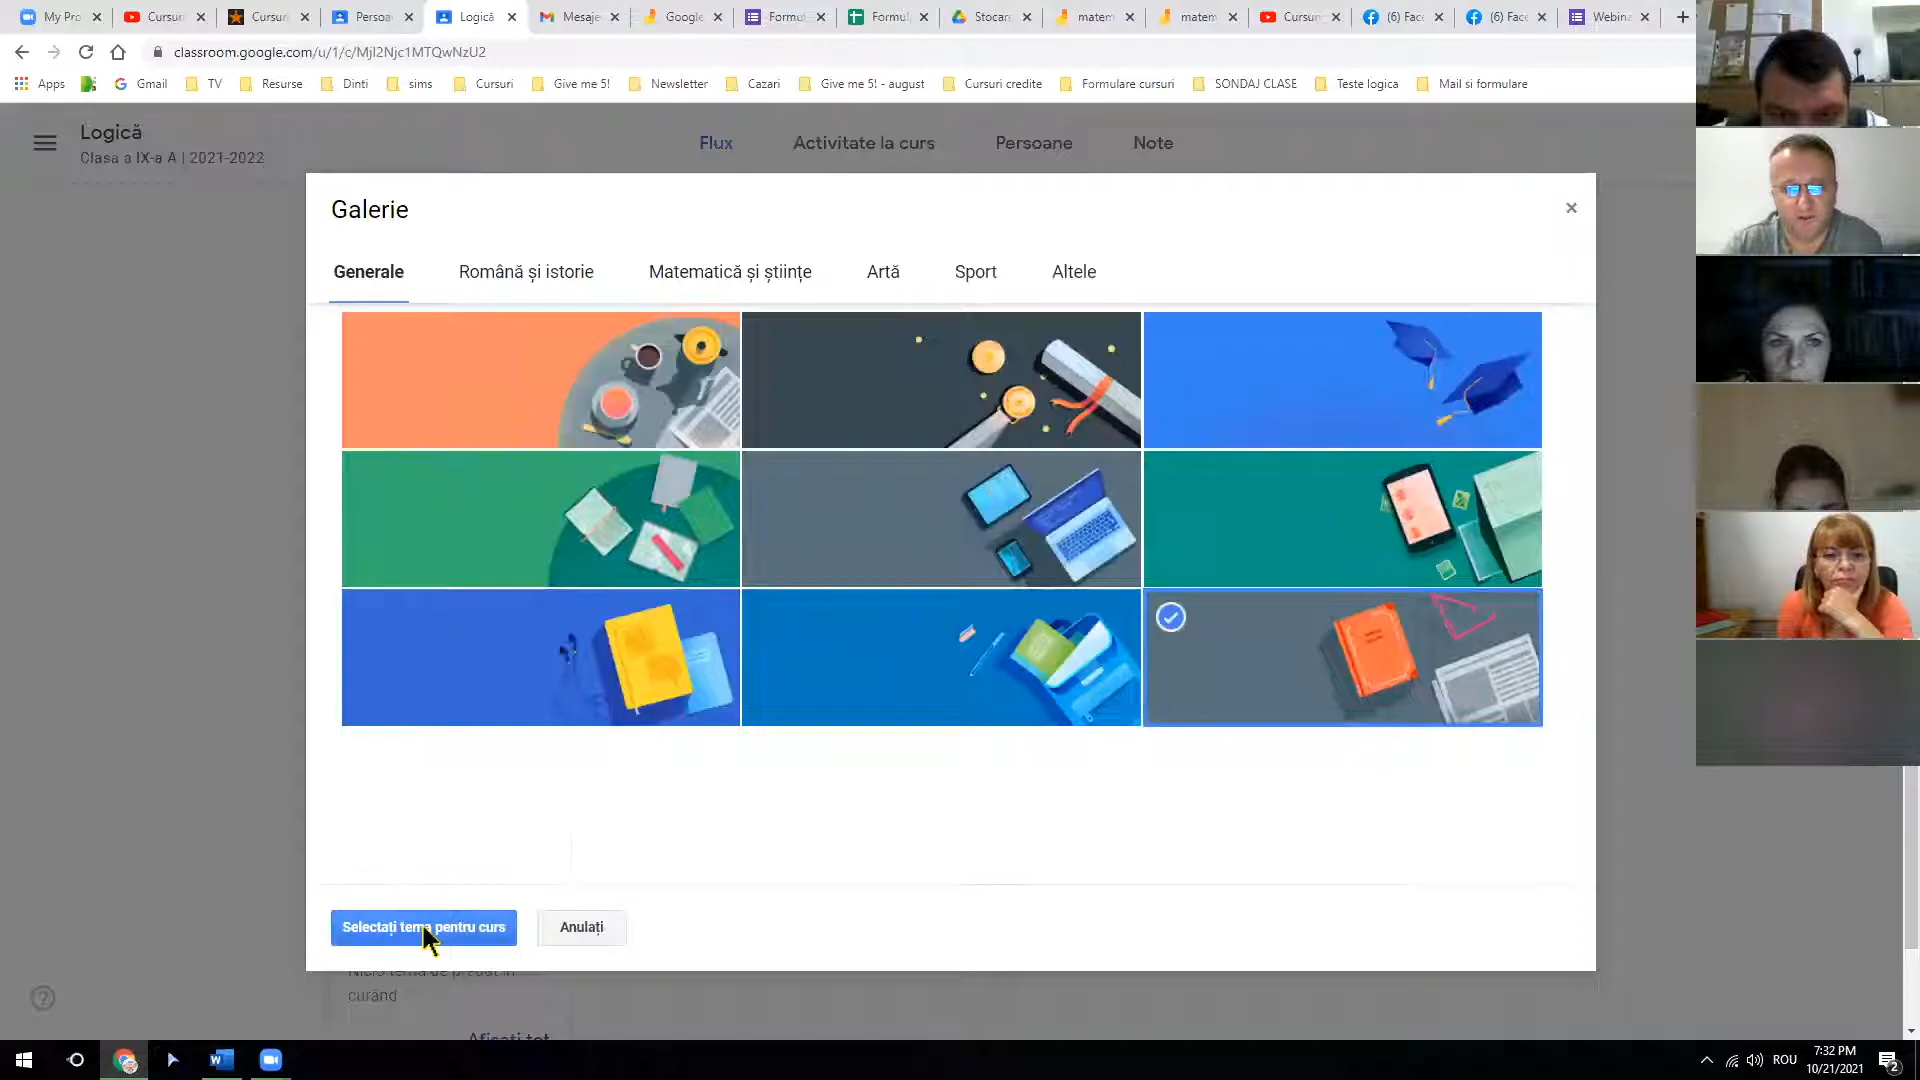 My Pro
Cursuri
Cursuri
Persoa
Logică
Mesaje
Google
Formul
Formul
Stocare
matem
matem
Cursuri
(6) Face
(6) Face
Webina
classroom.google.com/u/1/c/MjI2Njc1MTQwNzU2
Apps
Gmail
TV
Resurse
Dinti
sims
Cursuri
Give me 5!
Newsletter
Cazari
Give me 5! - august
Cursuri credite
Formulare cursuri
SONDAJ CLASE
Teste logica
Mail si formulare
Logică
Clasa a IX-a A | 2021-2022
Flux
Activitate la curs
Persoane
Note
Galerie
Generale
Română și istorie
Matematică și științe
Artă
Sport
Altele
Selectați tema pentru curs
Anulați
curând
Afișați tot
ROU
7:32 PM
10/21/2021
2